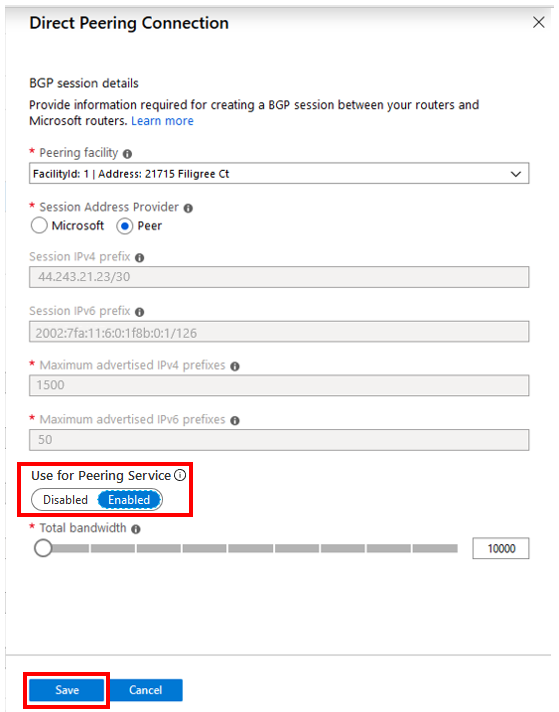 Direct Peering Connection
BGP session details
Provide information required for creating a BGP session between your routers and
Microsoft routers. Learn more
* Peering facility
FacilityId: 1 | Address: 21715 Filigree Ct
* Session Address Provider
Microsoft Peer
Session IPv4 prefix
44.243.21.23/30
Session IPv6 prefix
2002:7fa:11:6:0:1f8b:0:1/126
* Maximum advertised IPv4 prefixes
1500
* Maximum advertised IPv6 prefixes
50
Use for Peering Service
Disabled Enabled
* Total bandwidth
10000
Save Cancel